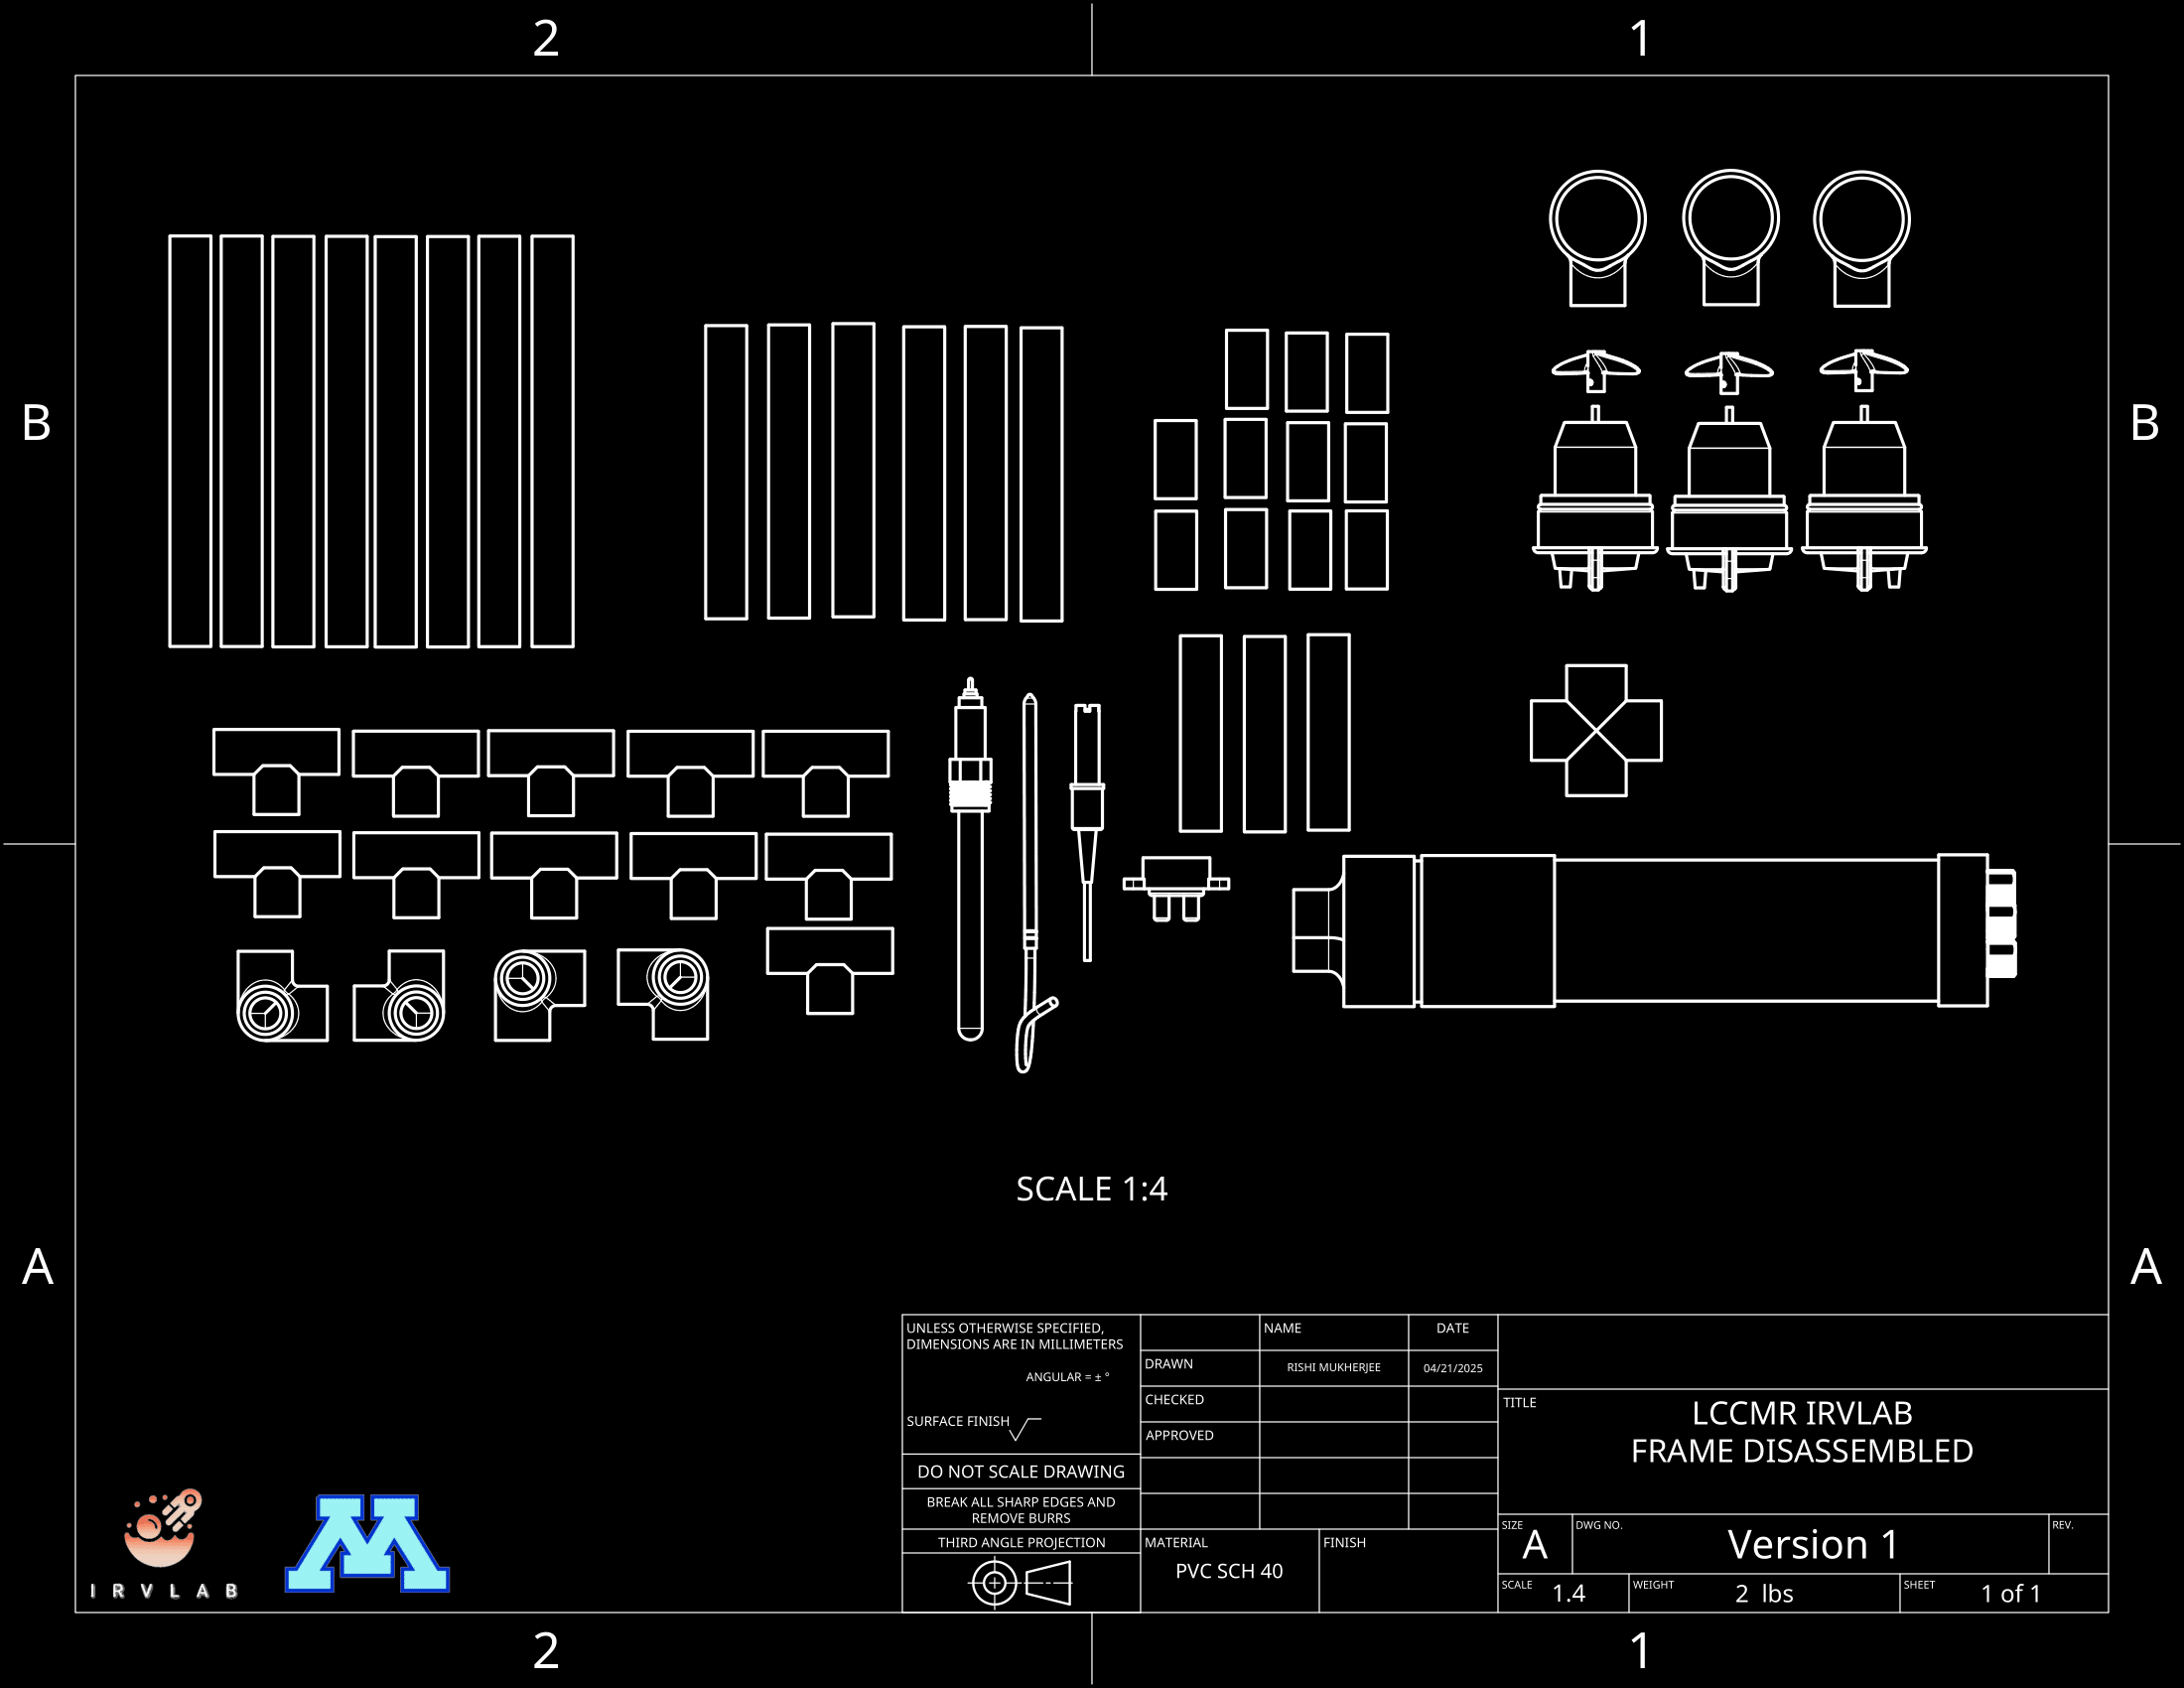 2
1
B
B
SCALE 1:4
A
A
UNLESS OTHERWISE SPECIFIED,
DIMENSIONS ARE IN MILLIMETERS
ANGULAR = ± °
SURFACE FINISH
DO NOT SCALE DRAWING
BREAK ALL SHARP EDGES AND
REMOVE BURRS
THIRD ANGLE PROJECTION
NAME
DATE
DRAWN
RISHI MUKHERJEE
04/21/2025
CHECKED
APPROVED
MATERIAL
PVC SCH 40
FINISH
TITLE
LCCMR IRVLAB
FRAME DISASSEMBLED
SIZE
A
DWG NO.
Version 1
REV.
SCALE
1.4
WEIGHT
2 lbs
SHEET
1 of 1
IRVLAB
M
2
1